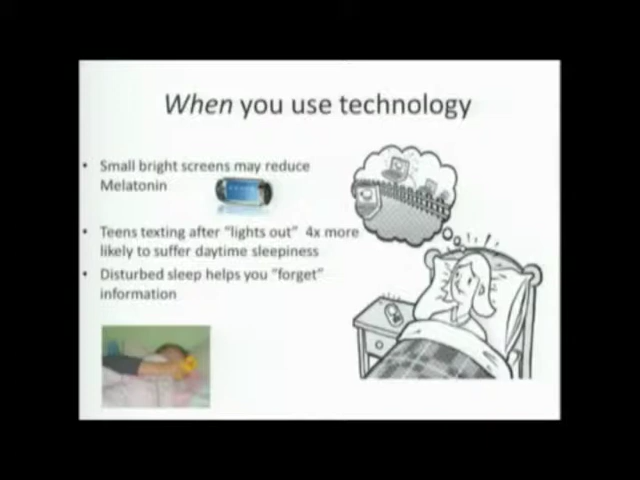 When you use technology
• Small bright screens may reduce
Melatonin
• Teens texting after "lights out" 4x more
likely to suffer daytime sleepiness
• Disturbed sleep helps you "forget"
information